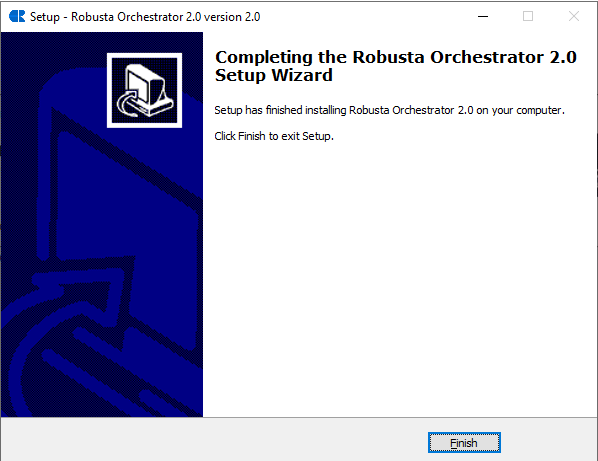 Setup - Robusta Orchestrator 2.0 version 2.0
Completing the Robusta Orchestrator 2.0
Setup Wizard
Setup has finished installing Robusta Orchestrator 2.0 on your computer.
Click Finish to exit Setup.
Finish